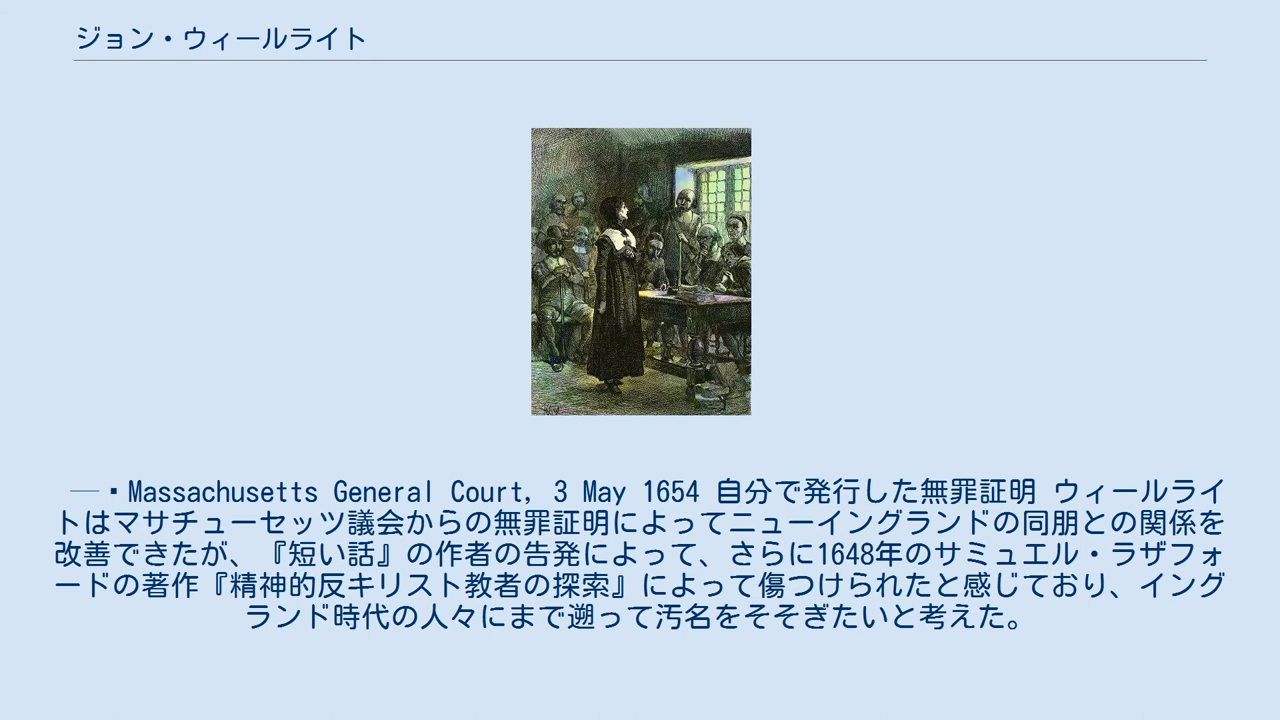 ジョン・ウィールライト
―▪Massachusetts General Court, 3 May 1654 自分で発行した無罪証明 ウィールライ
トはマサチューセッツ議会からの無罪証明によってニューイングランドの同朋との関係を
改善できたが、『短い話』の作者の告発によって、さらに1648年のサミュエル・ラザフォ
ードの著作『精神的反キリスト教者の探索』によって傷つけられたと感じており、イング
ランド時代の人々にまで遡って汚名をそそぎたいと考えた。